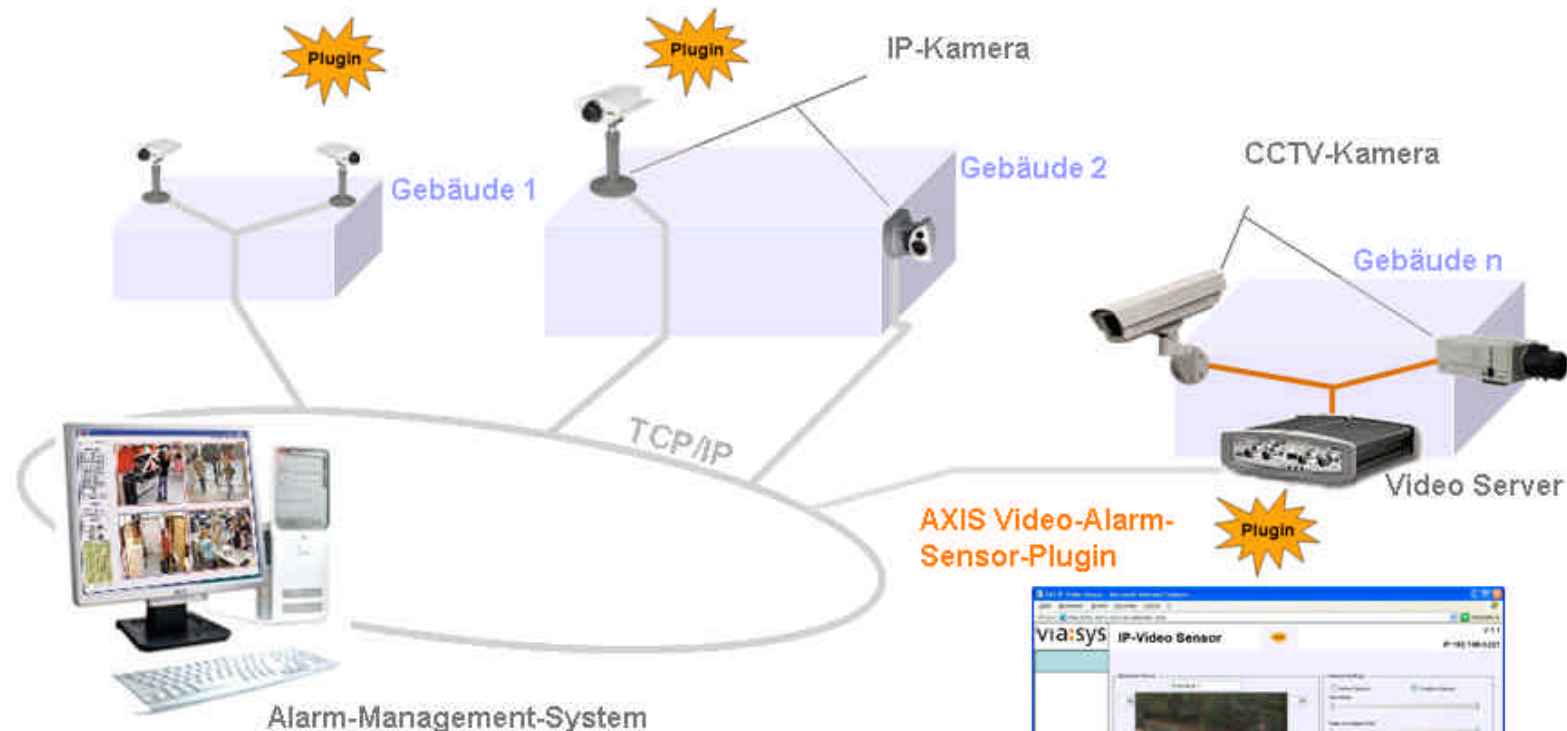 Plugin
Plugin
IP-Kamera
CCTV-Kamera
Gebäude 1
Gebäude 2
Gebäude n
TCP/IP
Video Server
AXIS Video-Alarm-
Sensor-Plugin
Plugin
via:sys
IP-Video Sensor
Alarm-Management-System